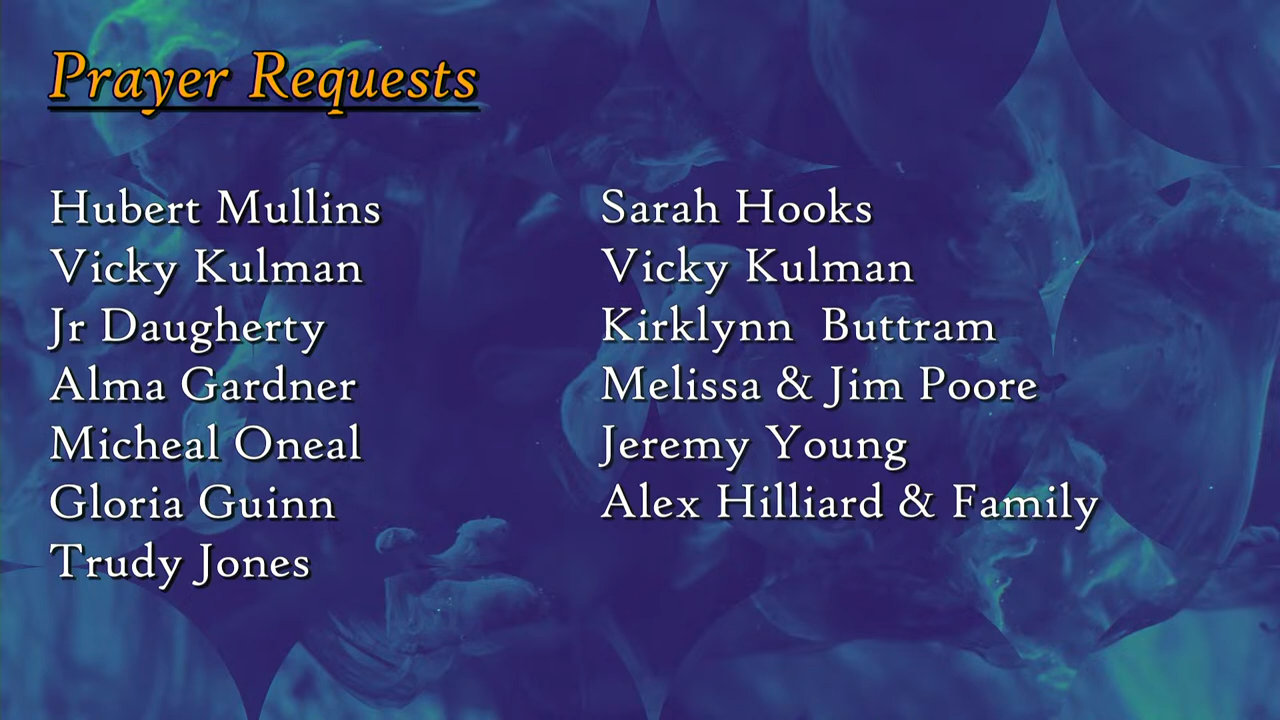 Prayer Requests
Hubert Mullins
Vicky Kulman
Jr Daugherty
Alma Gardner
Micheal Oneal
Gloria Guinn
Trudy Jones
Sarah Hooks
Vicky Kulman
Kirklynn  Buttram
Melissa & Jim Poore
Jeremy Young
Alex Hilliard & Family